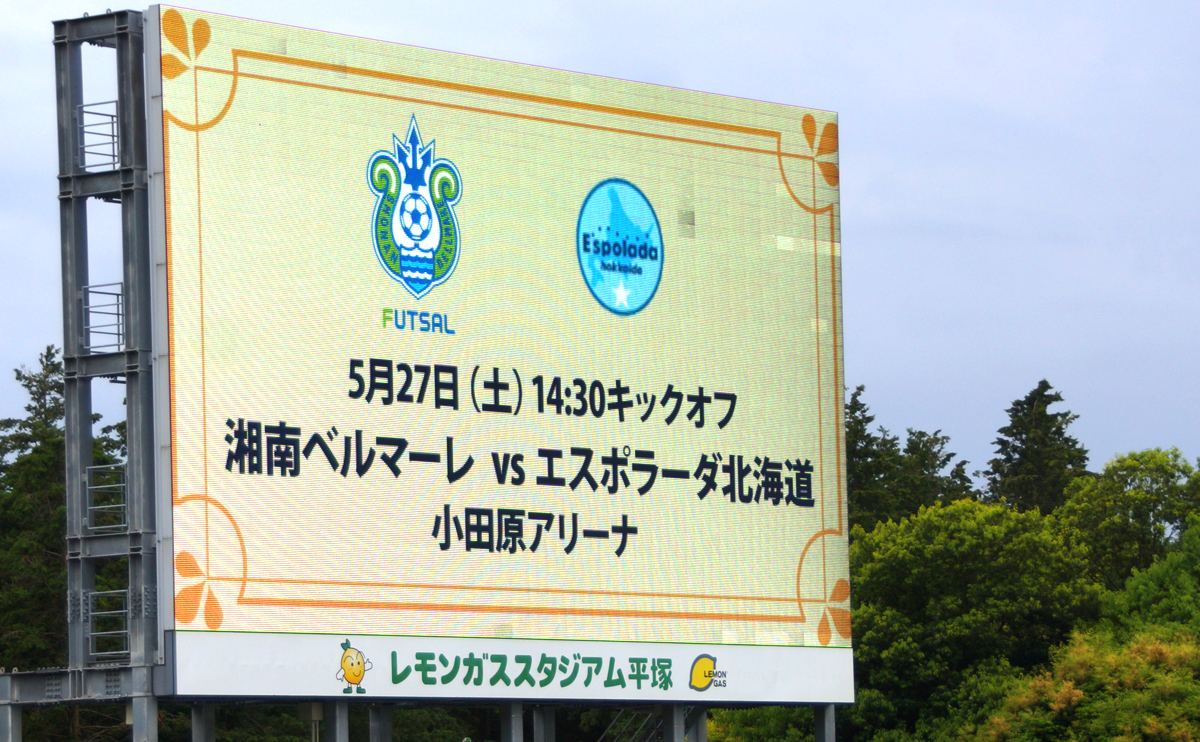 SHONAN BELLMARE
FUTSAL
Espolada
hokkaido
5月27日（土）14:30キックオフ
湘南ベルマーレ vs エスポラーダ北海道
小田原アリーナ
レモンガススタジアム平塚
LEMON
GAS